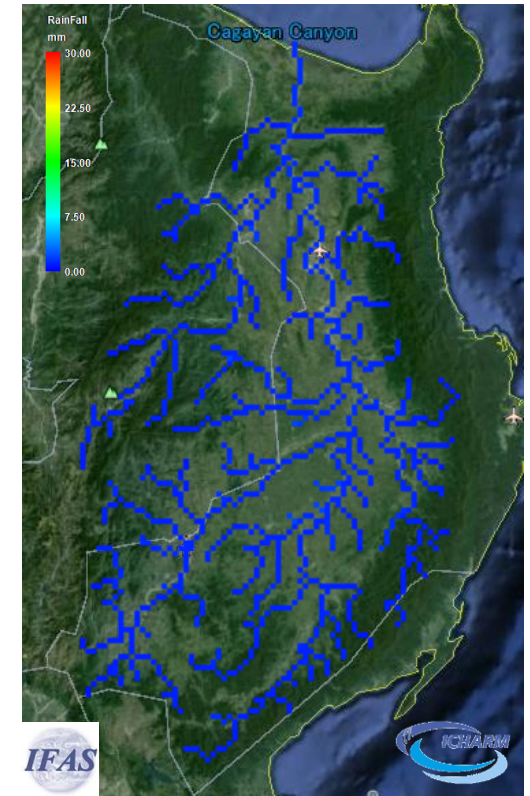 RainFall
mm
Cagayan Canyon
30.00
22.50
15.00
7.50
0.00
IFAS
ICHARM